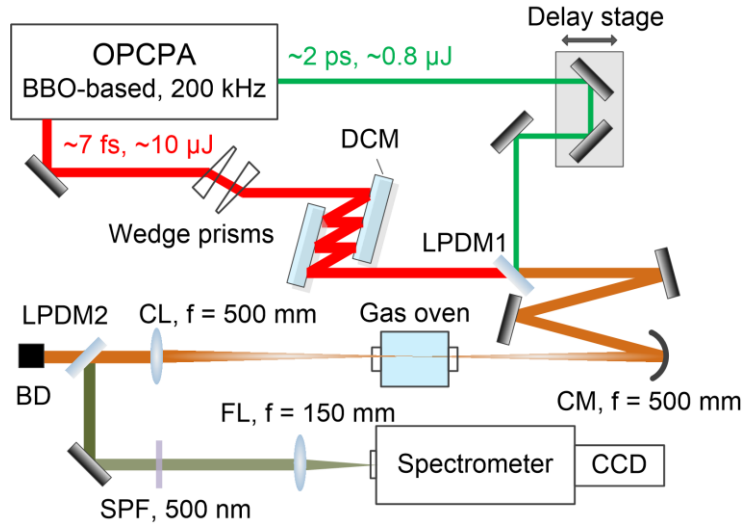 Delay stage
OPCPA
BBO-based, 200 kHz
~2 ps, ~0.8 μJ
~7 fs, ~10 μJ
DCM
Wedge prisms
LPDM1
LPDM2
CL, f = 500 mm
Gas oven
BD
CM, f = 500 mm
FL, f = 150 mm
Spectrometer
CCD
SPF, 500 nm